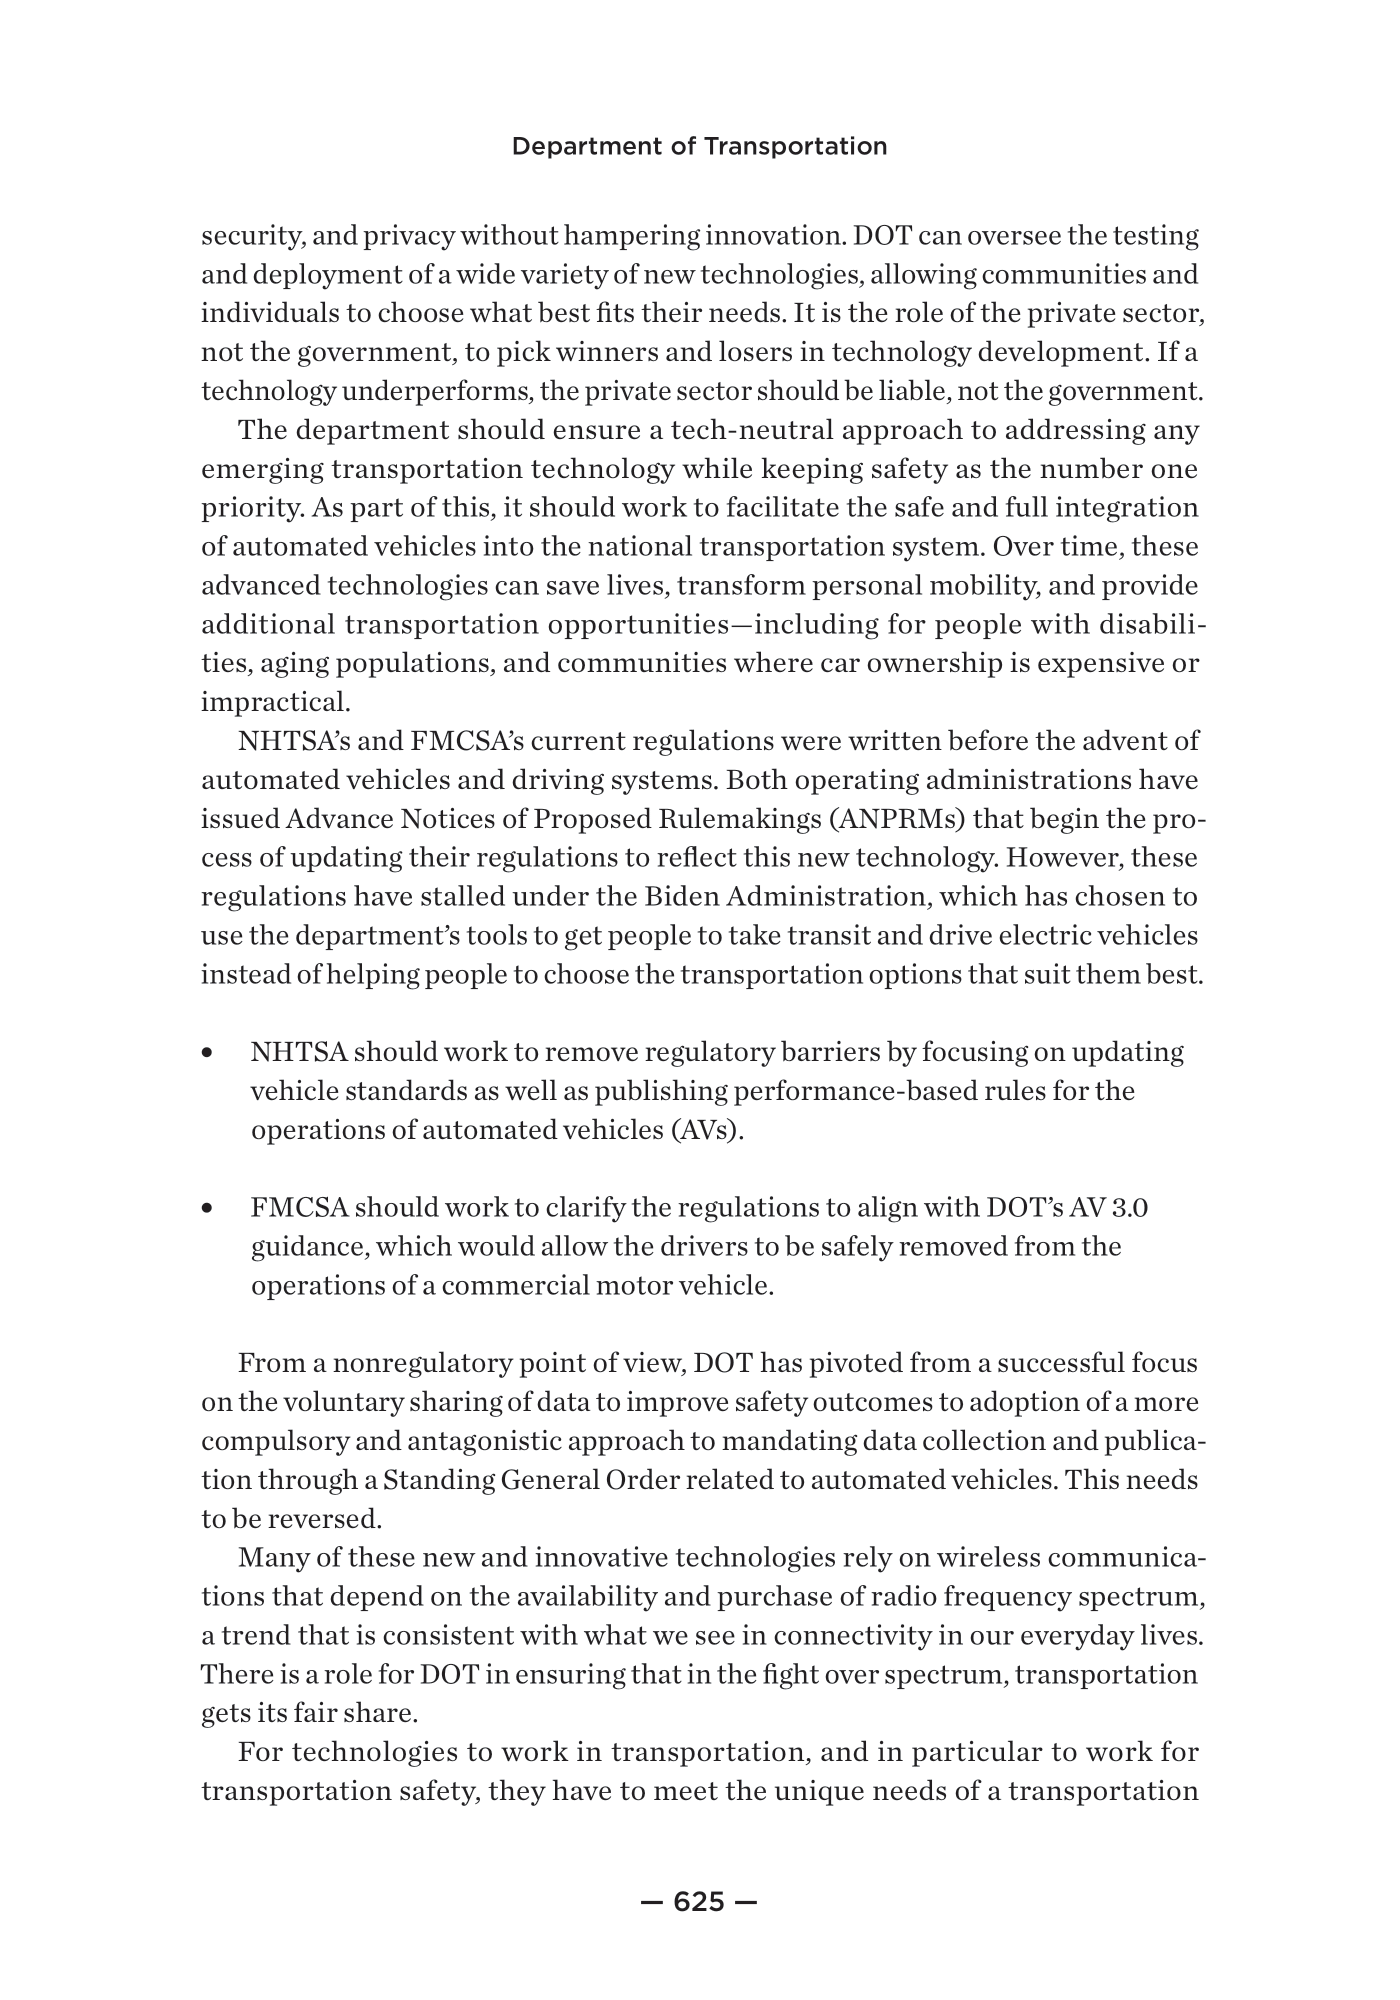 Department of Transportation
security, and privacy without hampering innovation. DOT can oversee the testing
and deployment of a wide variety of new technologies, allowing communities and
individuals to choose what best fits their needs. It is the role of the private sector,
not the government, to pick winners and losers in technology development. If a
technology underperforms, the private sector should be liable, not the government.
The department should ensure a tech-neutral approach to addressing any
emerging transportation technology while keeping safety as the number one
priority. As part of this, it should work to facilitate the safe and full integration
of automated vehicles into the national transportation system. Over time, these
advanced technologies can save lives, transform personal mobility, and provide
additional transportation opportunities—including for people with disabili-
ties, aging populations, and communities where car ownership is expensive or
impractical.
NHTSA’s and FMCSA’s current regulations were written before the advent of
automated vehicles and driving systems. Both operating administrations have
issued Advance Notices of Proposed Rulemakings (ANPRMs) that begin the pro-
cess of updating their regulations to reflect this new technology. However, these
regulations have stalled under the Biden Administration, which has chosen to
use the department’s tools to get people to take transit and drive electric vehicles
instead of helping people to choose the transportation options that suit them best.
• NHTSA should work to remove regulatory barriers by focusing on updating
vehicle standards as well as publishing performance-based rules for the
operations of automated vehicles (AVs).
• FMCSA should work to clarify the regulations to align with DOT’s AV 3.0
guidance, which would allow the drivers to be safely removed from the
operations of a commercial motor vehicle.
From a nonregulatory point of view, DOT has pivoted from a successful focus
on the voluntary sharing of data to improve safety outcomes to adoption of a more
compulsory and antagonistic approach to mandating data collection and publica-
tion through a Standing General Order related to automated vehicles. This needs
to be reversed.
Many of these new and innovative technologies rely on wireless communica-
tions that depend on the availability and purchase of radio frequency spectrum,
a trend that is consistent with what we see in connectivity in our everyday lives.
There is a role for DOT in ensuring that in the fight over spectrum, transportation
gets its fair share.
For technologies to work in transportation, and in particular to work for
transportation safety, they have to meet the unique needs of a transportation
— 625 —